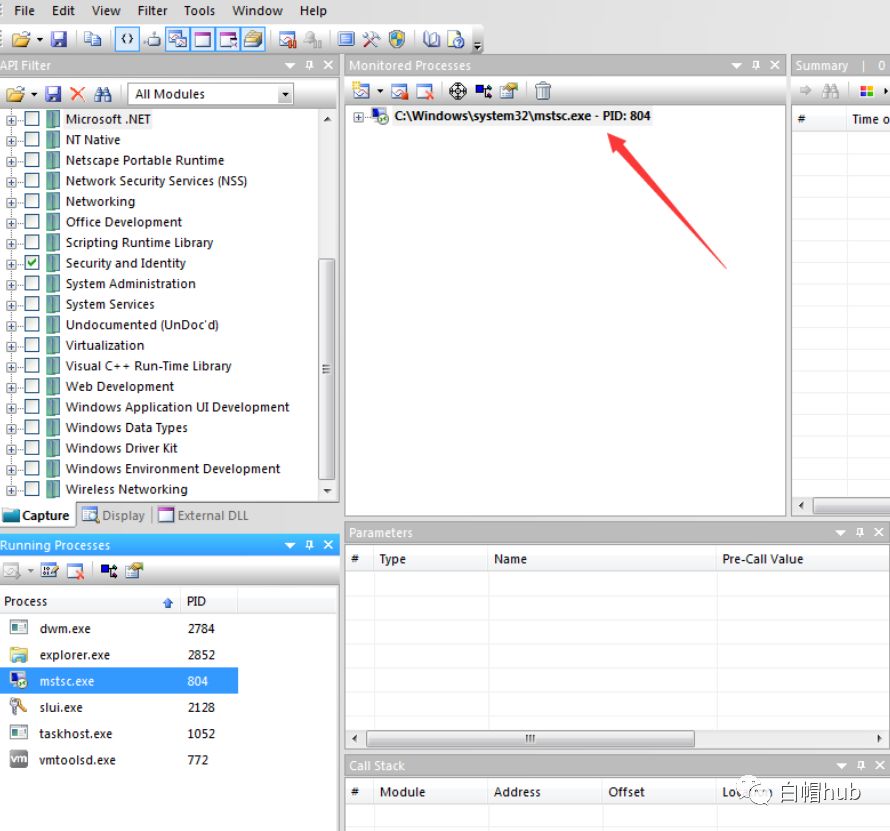 File Edit View Filter Tools Window Help
API Filter
All Modules
Microsoft .NET
NT Native
Netscape Portable Runtime
Network Security Services (NSS)
Networking
Office Development
Scripting Runtime Library
Security and Identity
System Administration
System Services
Undocumented (UnDoc'd)
Virtualization
Visual C++ Run-Time Library
Web Development
Windows Application UI Development
Windows Data Types
Windows Driver Kit
Windows Environment Development
Wireless Networking
Capture Display External DLL
Monitored Processes
C:\Windows\system32\mstsc.exe - PID: 804
Summary | 0
# Time o
Running Processes
Process PID
dwm.exe 2784
explorer.exe 2852
mstsc.exe 804
slui.exe 2128
taskhost.exe 1052
vm vmtoolsd.exe 772
Parameters
# Type Name Pre-Call Value
Call Stack
# Module Address Offset
白帽hub